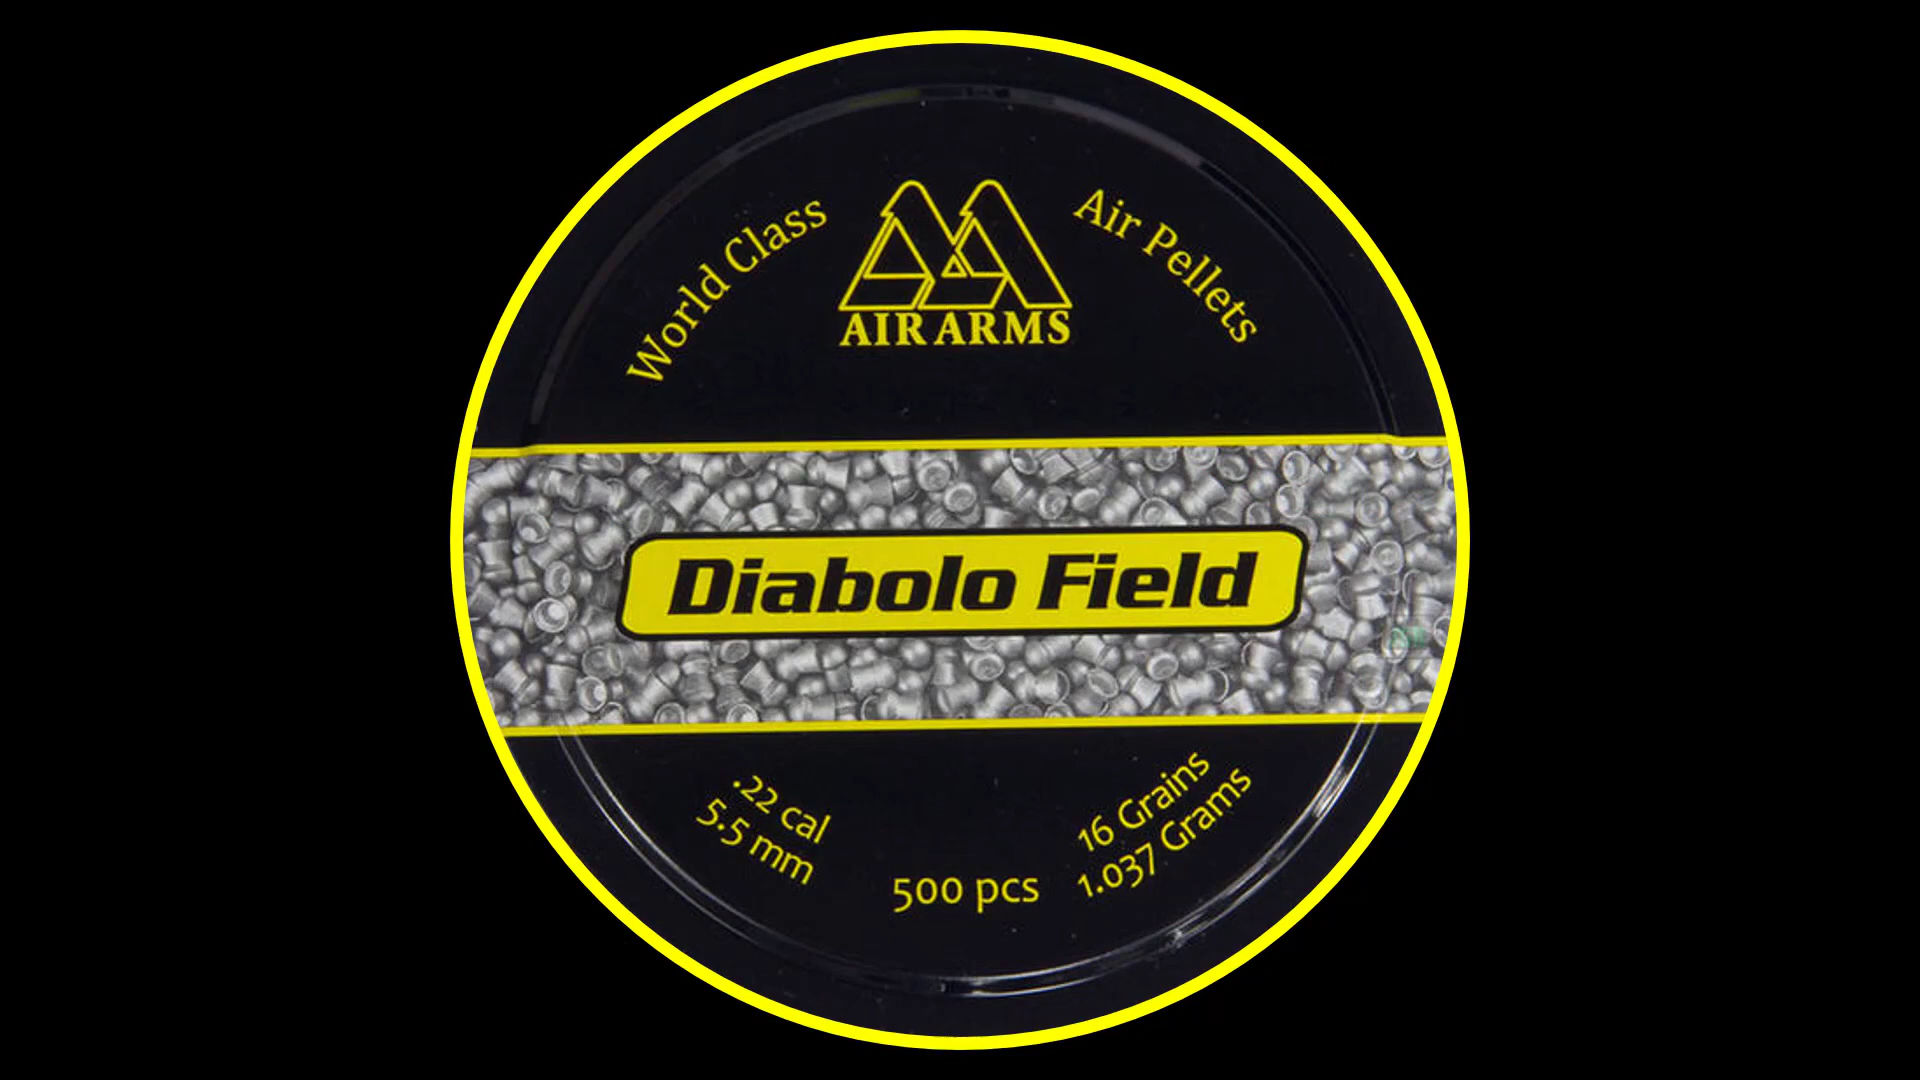 World Class
AIR ARMS
Air Pellets
Diabolo Field
.22 cal
5.5 mm
500 pcs
16 Grains
1.037 Grams